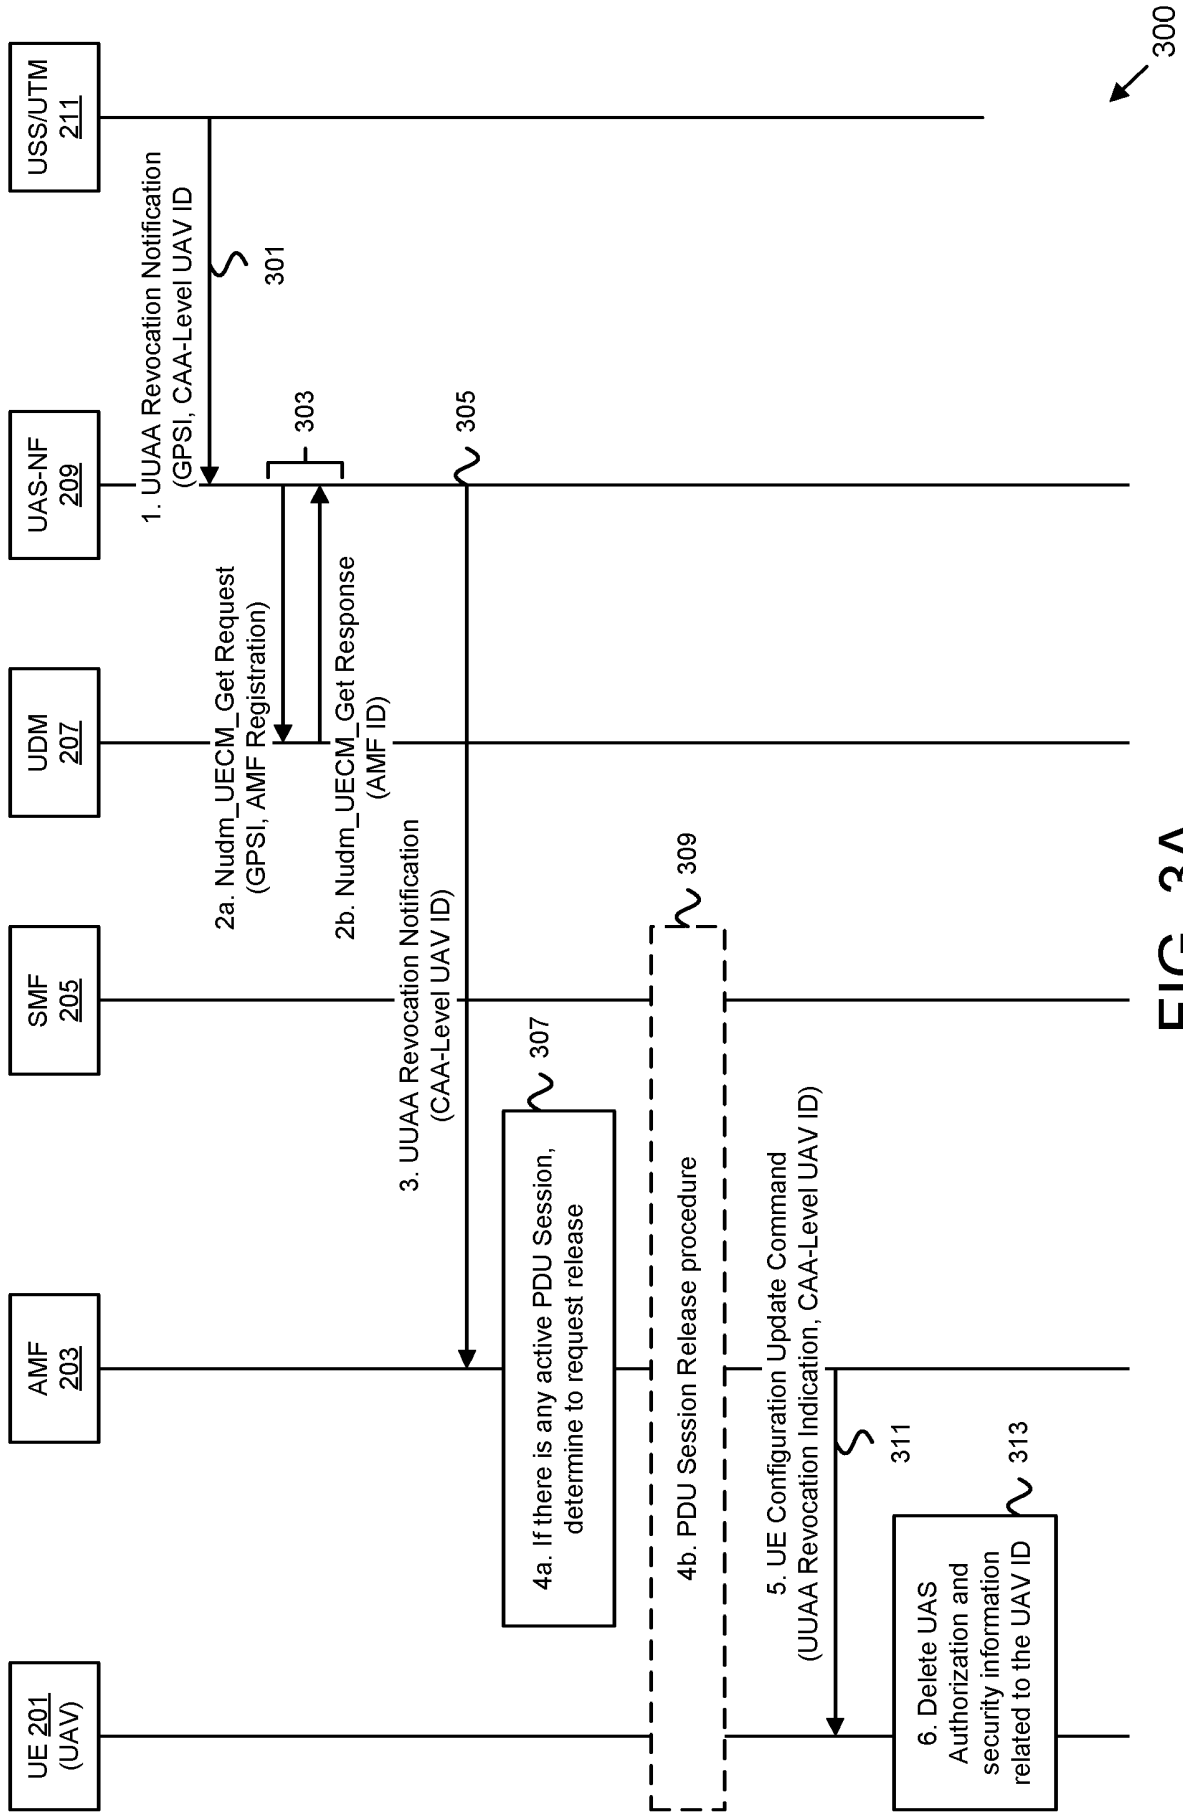 UE 201
(UAV)
AMF
203
SMF
205
UDM
207
UAS-NF
209
USS/UTM
211
1. UUAA Revocation Notification
(GPSI, CAA-Level UAV ID
301
2a. Nudm_UECM_Get Request
(GPSI, AMF Registration)
303
2b. Nudm_UECM_Get Response
(AMF ID)
3. UUAA Revocation Notification
(CAA-Level UAV ID)
305
4a. If there is any active PDU Session,
determine to request release
307
4b. PDU Session Release procedure
309
5. UE Configuration Update Command
(UUAA Revocation Indication, CAA-Level UAV ID)
311
6. Delete UAS
Authorization and
security information
related to the UAV ID
313
300
FIG. 3A